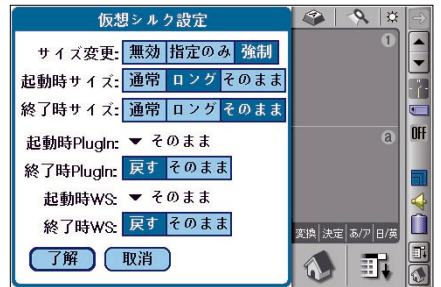 仮想シルク設定
サイズ変更: 無効 指定のみ 強制
起動時サイズ: 通常 ロング そのまま
終了時サイズ: 通常 ロング そのまま
起動時PlugIn: ▼ そのまま
終了時PlugIn: 戻す そのまま
起動時WS: ▼ そのまま
終了時WS: 戻す そのまま
了解 取消
1
a
OFF
変換 決定 あ/ア 日/英